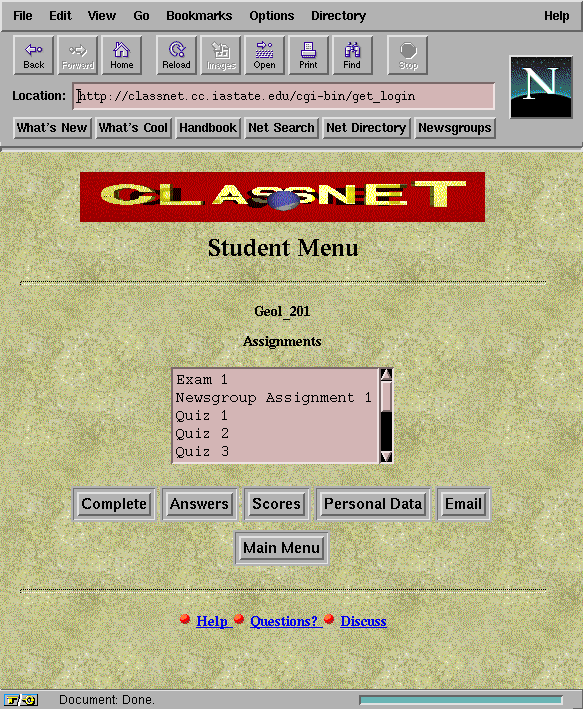 File Edit View Go Bookmarks Options Directory Help
Back Forward Home Reload Images Open Print Find Stop
Location: http://classnet.cc.iastate.edu/cgi-bin/get_login
N
What's New What's Cool Handbook Net Search Net Directory Newsgroups
CLASSNET
Student Menu
Geol_201
Assignments
Exam 1
Newsgroup Assignment 1
Quiz 1
Quiz 2
Quiz 3
Complete Answers Scores Personal Data Email
Main Menu
Help Questions? Discuss
Document: Done.